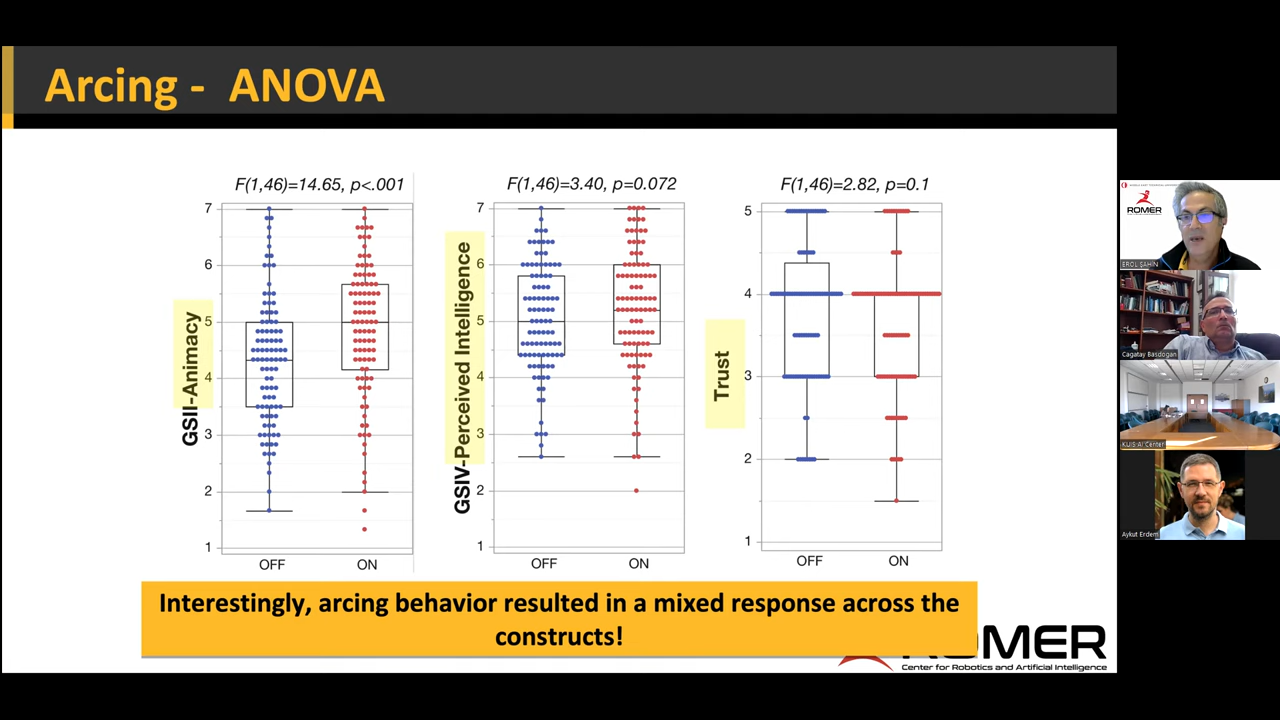 Arcing - ANOVA
F(1,46)=14.65, p<.001
F(1,46)=3.40, p=0.072
F(1,46)=2.82, p=0.1
GSII-Animacy
7
6
5
4
3
2
1
OFF ON
GSIV-Perceived Intelligence
7
6
5
4
3
2
1
OFF ON
Trust
5
4
3
2
1
OFF ON
Interestingly, arcing behavior resulted in a mixed response across the
constructs!
ROMER
Center for Robotics and Artificial Intelligence
ROMER
EROL ŞAHİN
Cagatay Basdogan
KUIS AI Center
Aykut Erdem